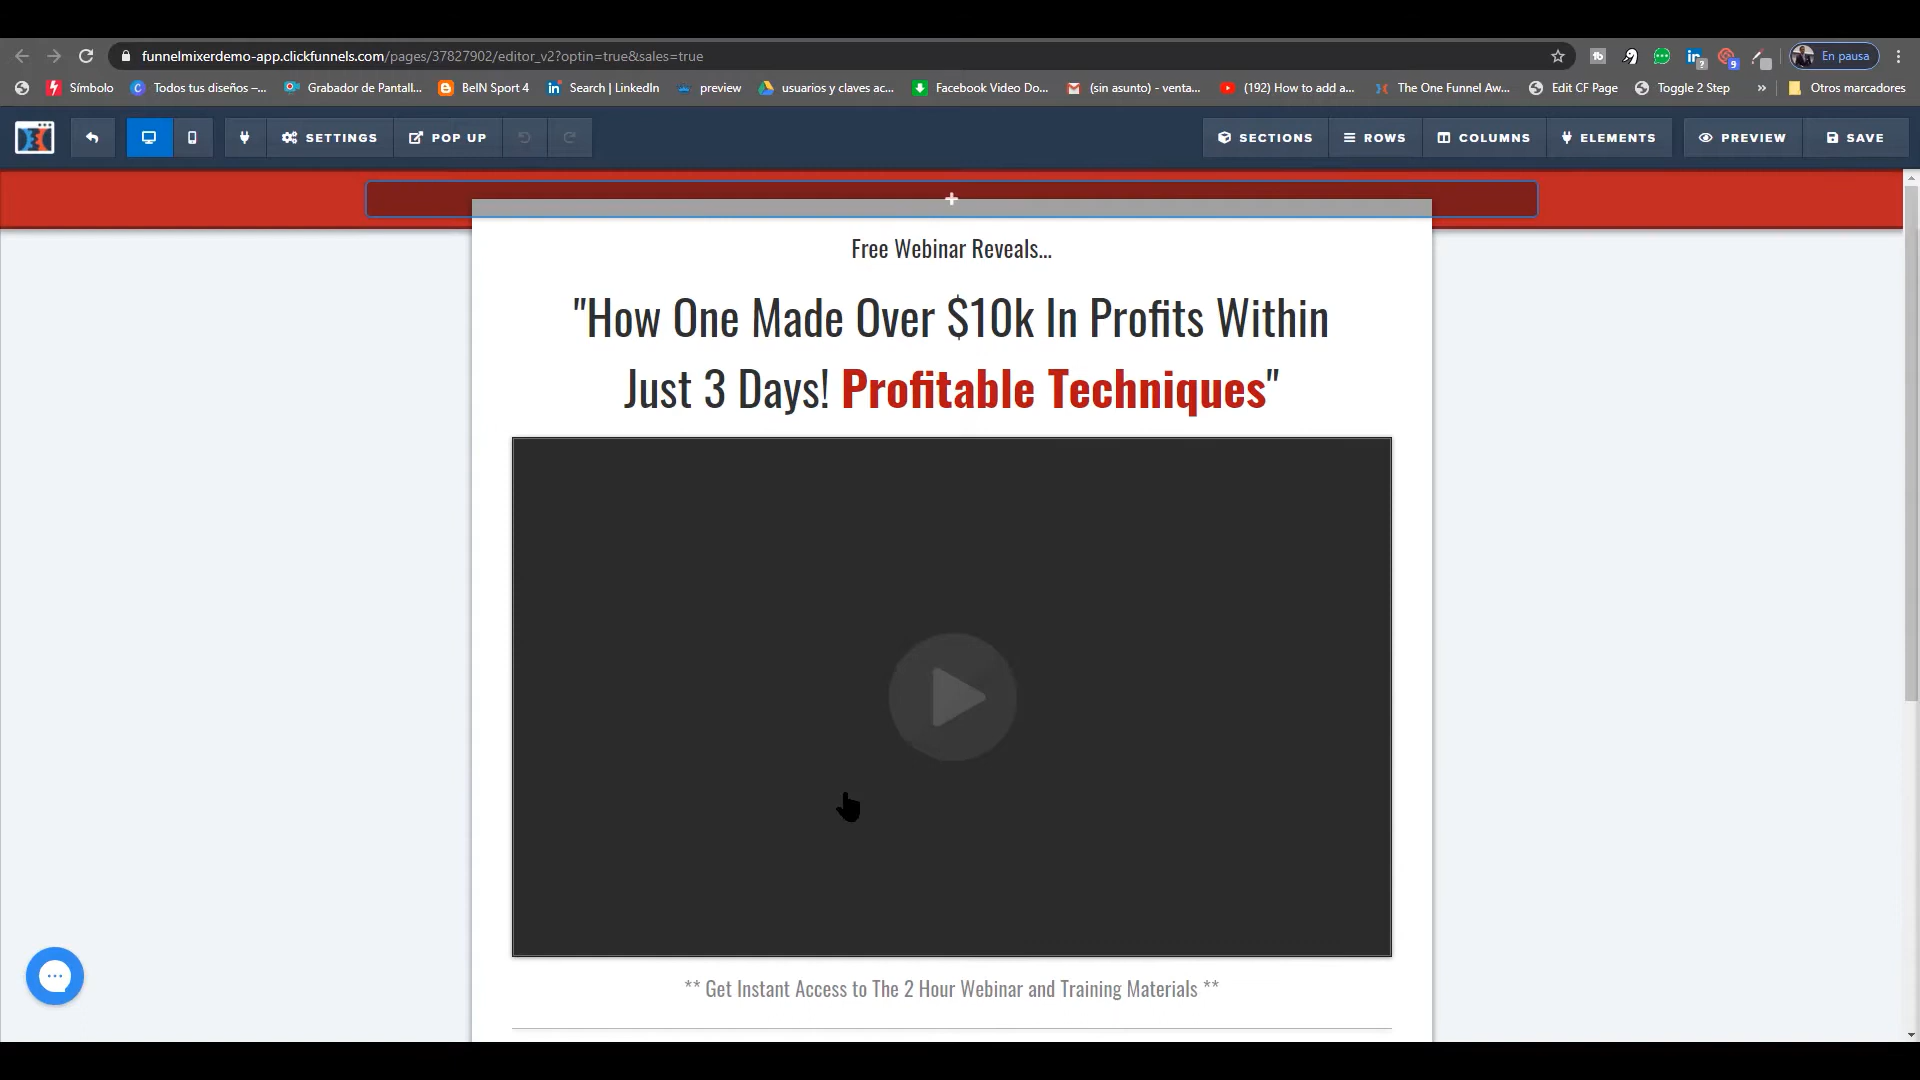 funnelmixerdemo-app.clickfunnels.com/pages/37827902/editor_v2?optin=true&sales=true
9
En pausa
Símbolo
Todos tus diseños –...
Grabador de Pantall...
BeIN Sport 4
Search | LinkedIn
preview
usuarios y claves ac...
Facebook Video Do...
(sin asunto) - venta...
(192) How to add a...
The One Funnel Aw...
Edit CF Page
Toggle 2 Step
»
Otros marcadores
SETTINGS
POP UP
SECTIONS
ROWS
COLUMNS
ELEMENTS
PREVIEW
SAVE
+
Free Webinar Reveals...
"How One Made Over $10k In Profits Within
Just 3 Days! Profitable Techniques"
** Get Instant Access to The 2 Hour Webinar and Training Materials **